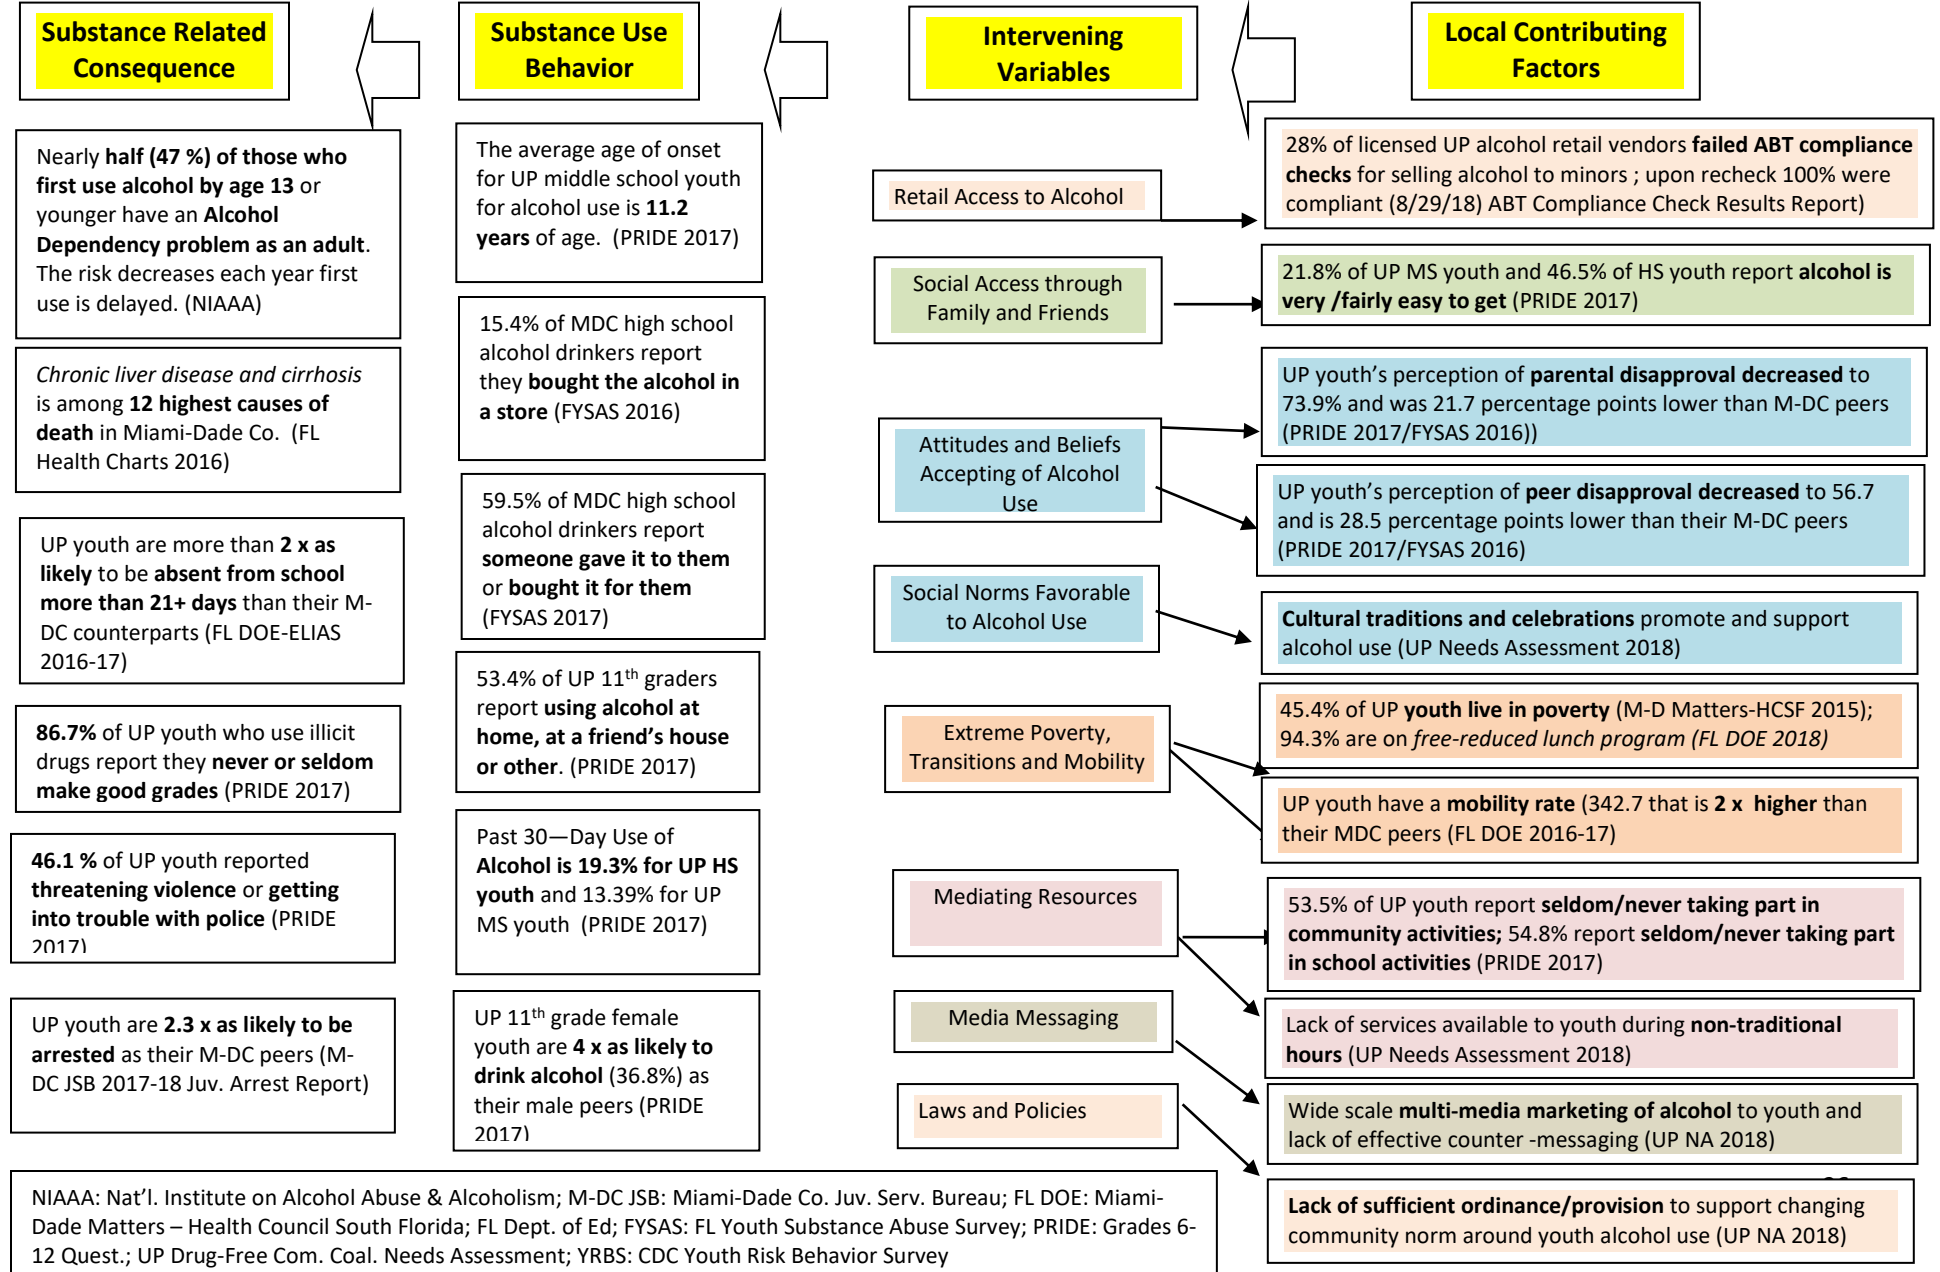 Substance Related
Consequence
Substance Use
Behavior
Intervening
Variables
Local Contributing
Factors
Nearly half (47 %) of those who
first use alcohol by age 13 or
younger have an Alcohol
Dependency problem as an adult.
The risk decreases each year first
use is delayed. (NIAAA)
Chronic liver disease and cirrhosis
is among 12 highest causes of
death in Miami-Dade Co. (FL
Health Charts 2016)
UP youth are more than 2 x as
likely to be absent from school
more than 21+ days than their M-
DC counterparts (FL DOE-ELIAS
2016-17)
86.7% of UP youth who use illicit
drugs report they never or seldom
make good grades (PRIDE 2017)
46.1 % of UP youth reported
threatening violence or getting
into trouble with police (PRIDE
2017)
UP youth are 2.3 x as likely to be
arrested as their M-DC peers (M-
DC JSB 2017-18 Juv. Arrest Report)
The average age of onset
for UP middle school youth
for alcohol use is 11.2
years of age. (PRIDE 2017)
15.4% of MDC high school
alcohol drinkers report
they bought the alcohol in
a store (FYSAS 2016)
59.5% of MDC high school
alcohol drinkers report
someone gave it to them
or bought it for them
(FYSAS 2017)
53.4% of UP 11th graders
report using alcohol at
home, at a friend’s house
or other. (PRIDE 2017)
Past 30—Day Use of
Alcohol is 19.3% for UP HS
youth and 13.39% for UP
MS youth (PRIDE 2017)
UP 11th grade female
youth are 4 x as likely to
drink alcohol (36.8%) as
their male peers (PRIDE
2017)
Retail Access to Alcohol
Social Access through
Family and Friends
Attitudes and Beliefs
Accepting of Alcohol
Use
Social Norms Favorable
to Alcohol Use
Extreme Poverty,
Transitions and Mobility
Mediating Resources
Media Messaging
Laws and Policies
28% of licensed UP alcohol retail vendors failed ABT compliance
checks for selling alcohol to minors ; upon recheck 100% were
compliant (8/29/18) ABT Compliance Check Results Report)
21.8% of UP MS youth and 46.5% of HS youth report alcohol is
very /fairly easy to get (PRIDE 2017)
UP youth’s perception of parental disapproval decreased to
73.9% and was 21.7 percentage points lower than M-DC peers
(PRIDE 2017/FYSAS 2016))
UP youth’s perception of peer disapproval decreased to 56.7
and is 28.5 percentage points lower than their M-DC peers
(PRIDE 2017/FYSAS 2016)
Cultural traditions and celebrations promote and support
alcohol use (UP Needs Assessment 2018)
45.4% of UP youth live in poverty (M-D Matters-HCSF 2015);
94.3% are on free-reduced lunch program (FL DOE 2018)
UP youth have a mobility rate (342.7 that is 2 x higher than
their MDC peers (FL DOE 2016-17)
53.5% of UP youth report seldom/never taking part in
community activities; 54.8% report seldom/never taking part
in school activities (PRIDE 2017)
Lack of services available to youth during non-traditional
hours (UP Needs Assessment 2018)
Wide scale multi-media marketing of alcohol to youth and
lack of effective counter -messaging (UP NA 2018)
Lack of sufficient ordinance/provision to support changing
community norm around youth alcohol use (UP NA 2018)
NIAAA: Nat’l. Institute on Alcohol Abuse & Alcoholism; M-DC JSB: Miami-Dade Co. Juv. Serv. Bureau; FL DOE: Miami-
Dade Matters – Health Council South Florida; FL Dept. of Ed; FYSAS: FL Youth Substance Abuse Survey; PRIDE: Grades 6-
12 Quest.; UP Drug-Free Com. Coal. Needs Assessment; YRBS: CDC Youth Risk Behavior Survey